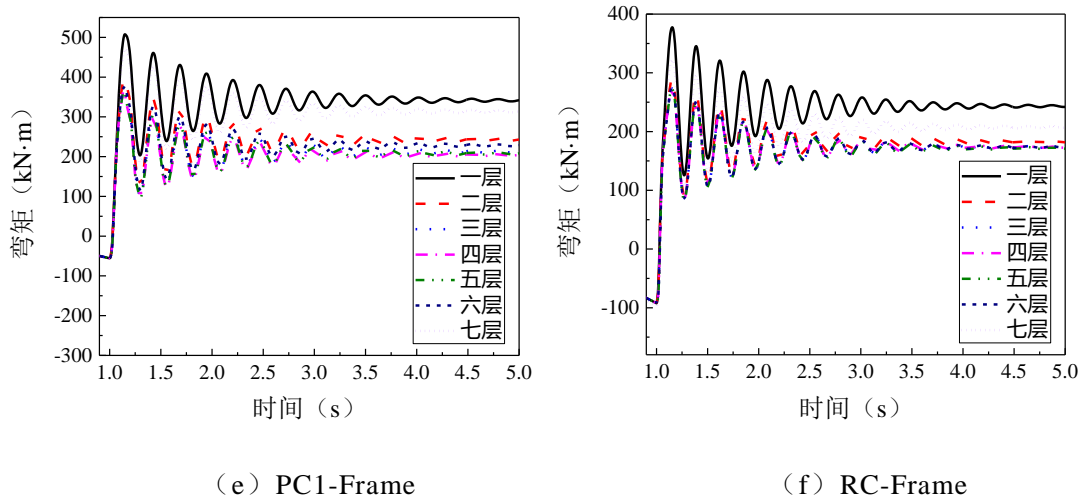 500
400
300
200
100
0
-100
-200
-300
弯矩（kN·m）
1.0 1.5 2.0 2.5 3.0 3.5 4.0 4.5 5.0
时间（s）
一层
二层
三层
四层
五层
六层
七层
（e）PC1-Frame
400
300
200
100
0
-100
弯矩（kN·m）
1.0 1.5 2.0 2.5 3.0 3.5 4.0 4.5 5.0
时间（s）
一层
二层
三层
四层
五层
六层
七层
（f）RC-Frame